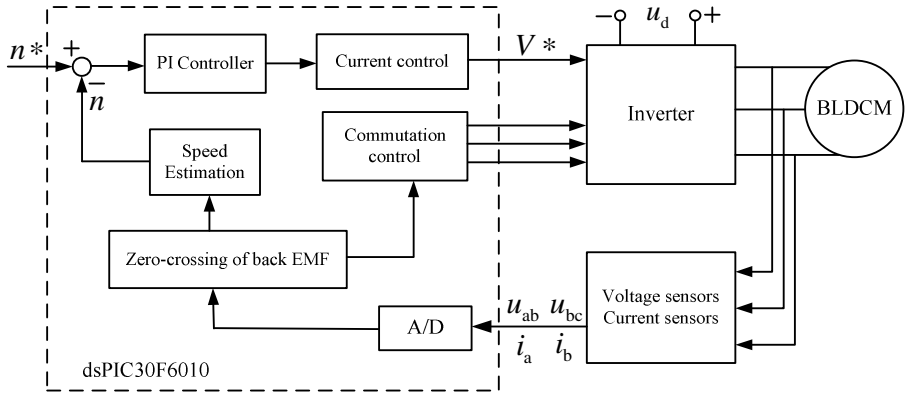 − u_d +
n* + PI Controller Current control V*
− n
Inverter
BLDCM
Commutation
control
Speed
Estimation
Zero-crossing of back EMF
Voltage sensors
Current sensors
A/D
u_ab u_bc
i_a i_b
dsPIC30F6010